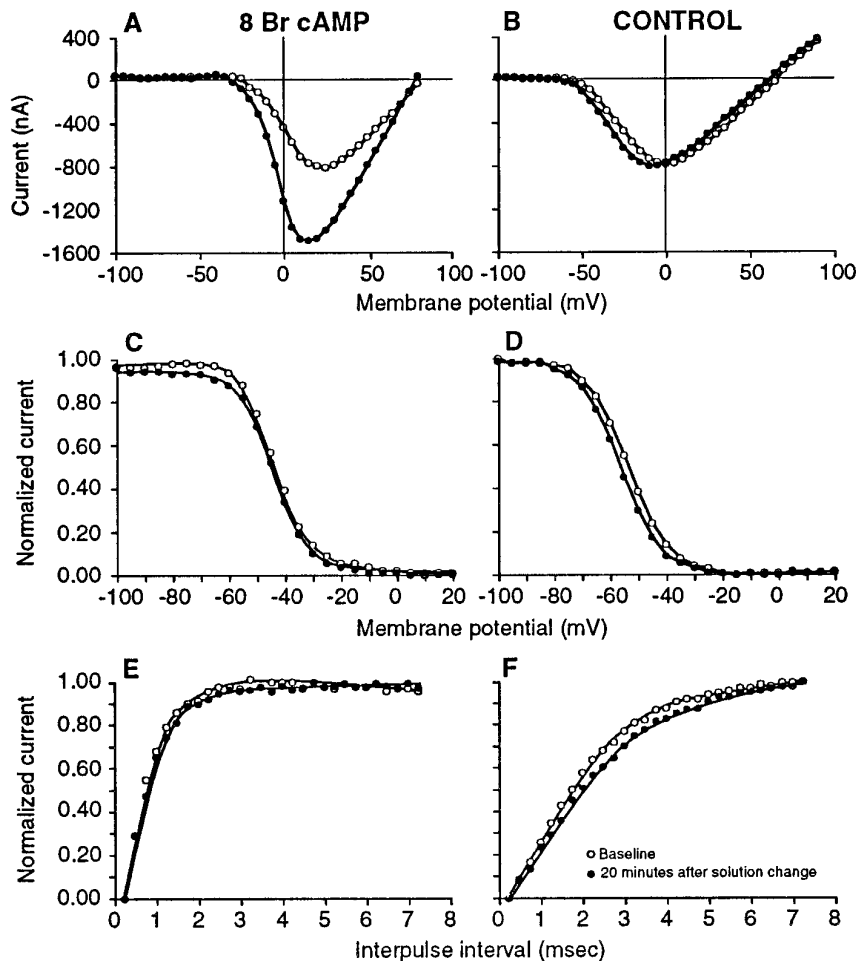 A 8 Br cAMP
B CONTROL
400
0
-400
-800
-1200
-1600
Current (nA)
-100 -50 0 50 100
-100 -50 0 50 100
Membrane potential (mV)
Membrane potential (mV)
C
D
1.00
0.80
0.60
0.40
0.20
0.00
Normalized current
-100 -80 -60 -40 -20 0 20
-100 -80 -60 -40 -20 0 20
Membrane potential (mV)
E
F
1.00
0.80
0.60
0.40
0.20
0.00
Normalized current
Baseline
20 minutes after solution change
0 1 2 3 4 5 6 7 8
0 1 2 3 4 5 6 7 8
Interpulse interval (msec)